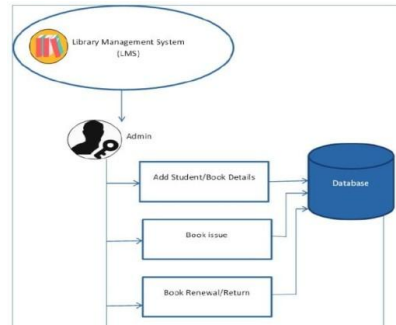 Library Management System
(LMS)
Admin
Add Student/Book Details
Database
Book issue
Book Renewal/Return